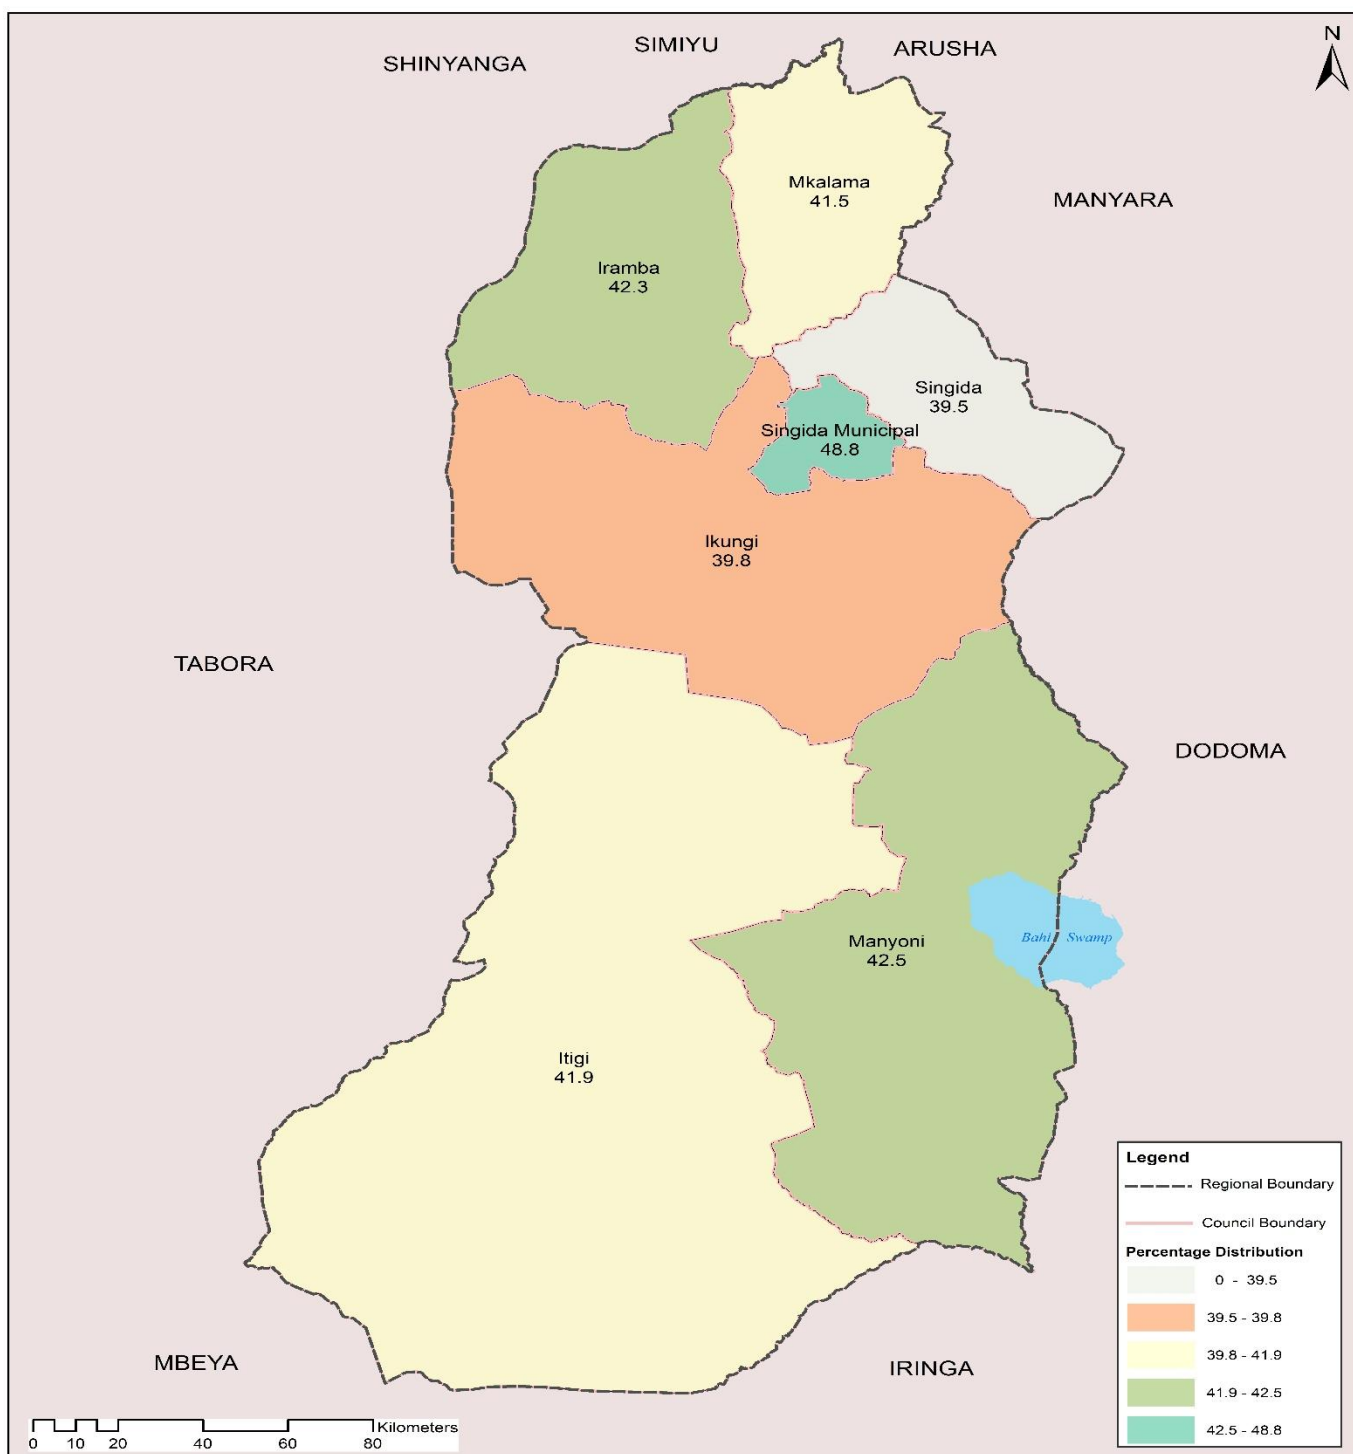 N
SIMIYU
ARUSHA
SHINYANGA
Mkalama
41.5
MANYARA
Iramba
42.3
Singida
39.5
Singida Municipal
48.8
Ikungi
39.8
TABORA
DODOMA
Manyoni
42.5
Bahi Swamp
Itigi
41.9
Legend
Regional Boundary
Council Boundary
Percentage Distribution
0 - 39.5
39.5 - 39.8
39.8 - 41.9
41.9 - 42.5
42.5 - 48.8
MBEYA
IRINGA
Kilometers
0 10 20 40 60 80